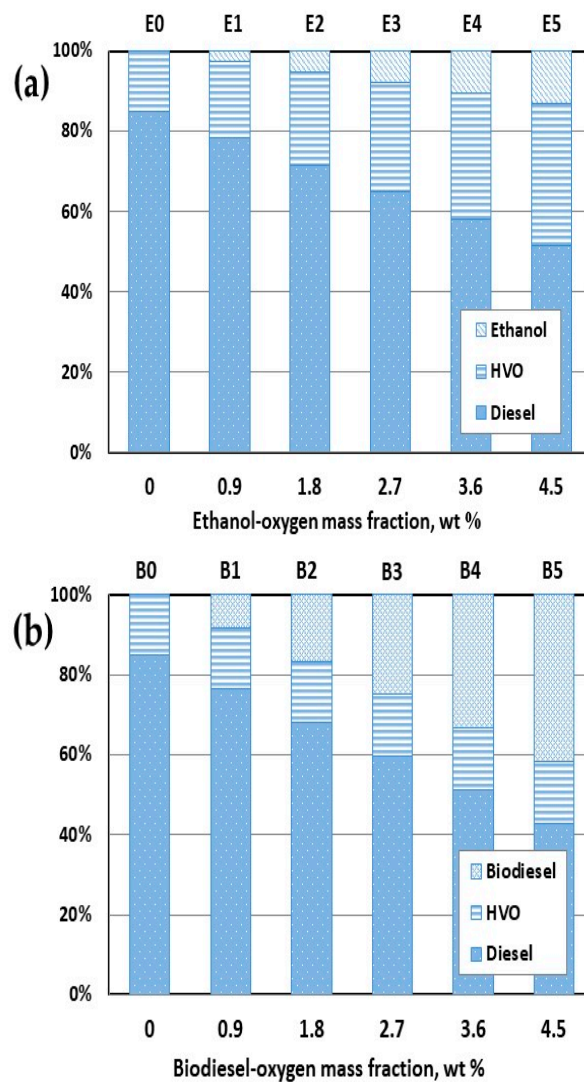 E0 E1 E2 E3 E4 E5
(a)
100%
80%
60%
40%
20%
0%
Ethanol
HVO
Diesel
0 0.9 1.8 2.7 3.6 4.5
Ethanol-oxygen mass fraction, wt %
B0 B1 B2 B3 B4 B5
(b)
100%
80%
60%
40%
20%
0%
Biodiesel
HVO
Diesel
0 0.9 1.8 2.7 3.6 4.5
Biodiesel-oxygen mass fraction, wt %